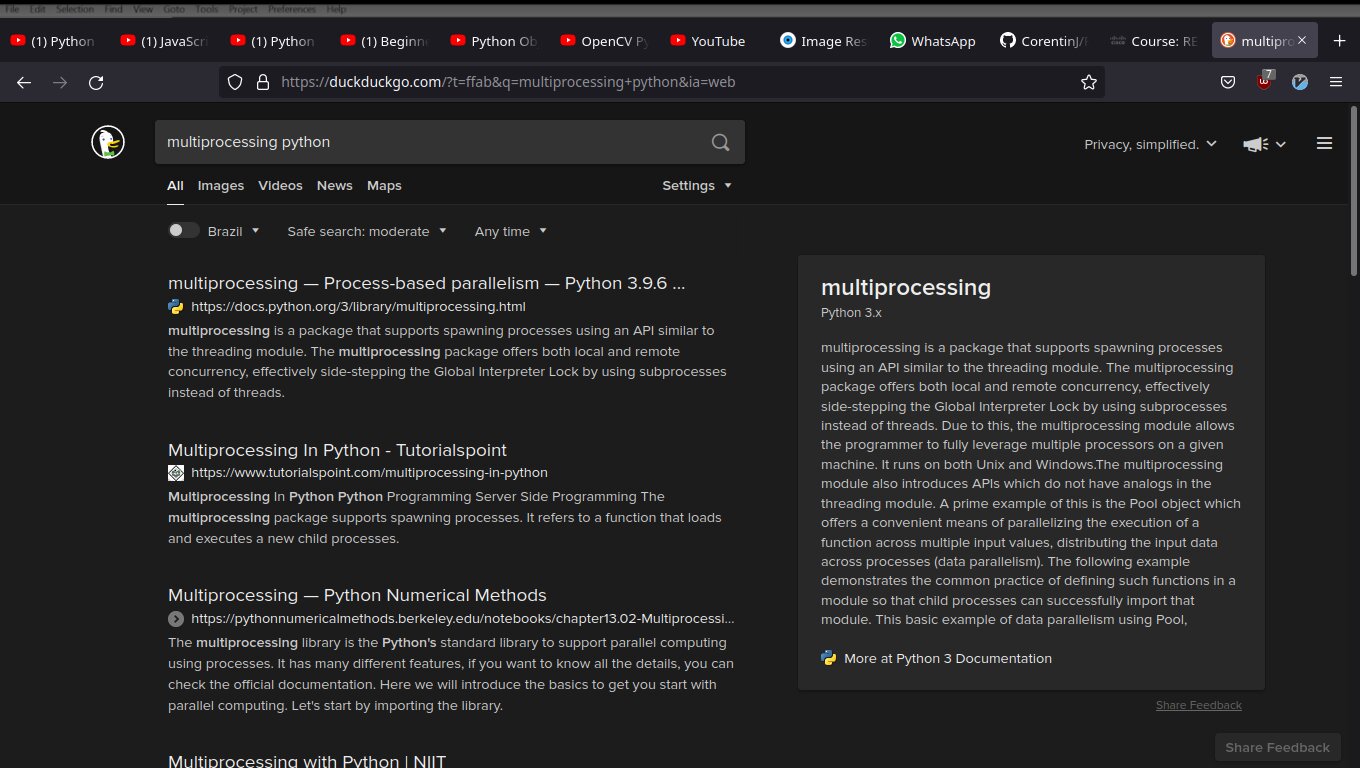 File Edit Selection Find View Goto Tools Project Preferences Help
(1) Python (1) JavaScri (1) Python (1) Beginne Python Ob OpenCV Py YouTube Image Res WhatsApp CorentinJ/ Course: RE multipro
https://duckduckgo.com/?t=ffab&q=multiprocessing+python&ia=web
7
multiprocessing python
Privacy, simplified.
All Images Videos News Maps Settings
Brazil Safe search: moderate Any time
multiprocessing — Process-based parallelism — Python 3.9.6 ...
https://docs.python.org/3/library/multiprocessing.html
multiprocessing is a package that supports spawning processes using an API similar to
the threading module. The multiprocessing package offers both local and remote
concurrency, effectively side-stepping the Global Interpreter Lock by using subprocesses
instead of threads.
Multiprocessing In Python - Tutorialspoint
https://www.tutorialspoint.com/multiprocessing-in-python
Multiprocessing In Python Python Programming Server Side Programming The
multiprocessing package supports spawning processes. It refers to a function that loads
and executes a new child processes.
Multiprocessing — Python Numerical Methods
https://pythonnumericalmethods.berkeley.edu/notebooks/chapter13.02-Multiprocessi...
The multiprocessing library is the Python's standard library to support parallel computing
using processes. It has many different features, if you want to know all the details, you can
check the official documentation. Here we will introduce the basics to get you start with
parallel computing. Let's start by importing the library.
Multiprocessing with Python | NIIT
multiprocessing
Python 3.x
multiprocessing is a package that supports spawning processes
using an API similar to the threading module. The multiprocessing
package offers both local and remote concurrency, effectively
side-stepping the Global Interpreter Lock by using subprocesses
instead of threads. Due to this, the multiprocessing module allows
the programmer to fully leverage multiple processors on a given
machine. It runs on both Unix and Windows.The multiprocessing
module also introduces APIs which do not have analogs in the
threading module. A prime example of this is the Pool object which
offers a convenient means of parallelizing the execution of a
function across multiple input values, distributing the input data
across processes (data parallelism). The following example
demonstrates the common practice of defining such functions in a
module so that child processes can successfully import that
module. This basic example of data parallelism using Pool,
More at Python 3 Documentation
Share Feedback
Share Feedback